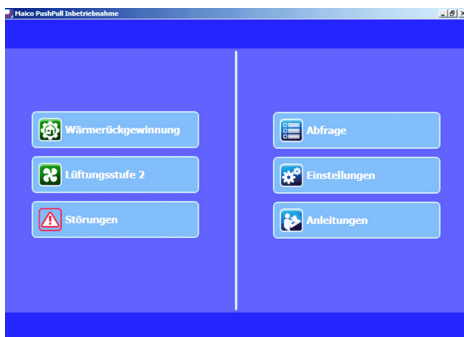 Maico PushPull Inbetriebnahme
Wärmerückgewinnung
Lüftungsstufe 2
Störungen
Abfrage
Einstellungen
Anleitungen